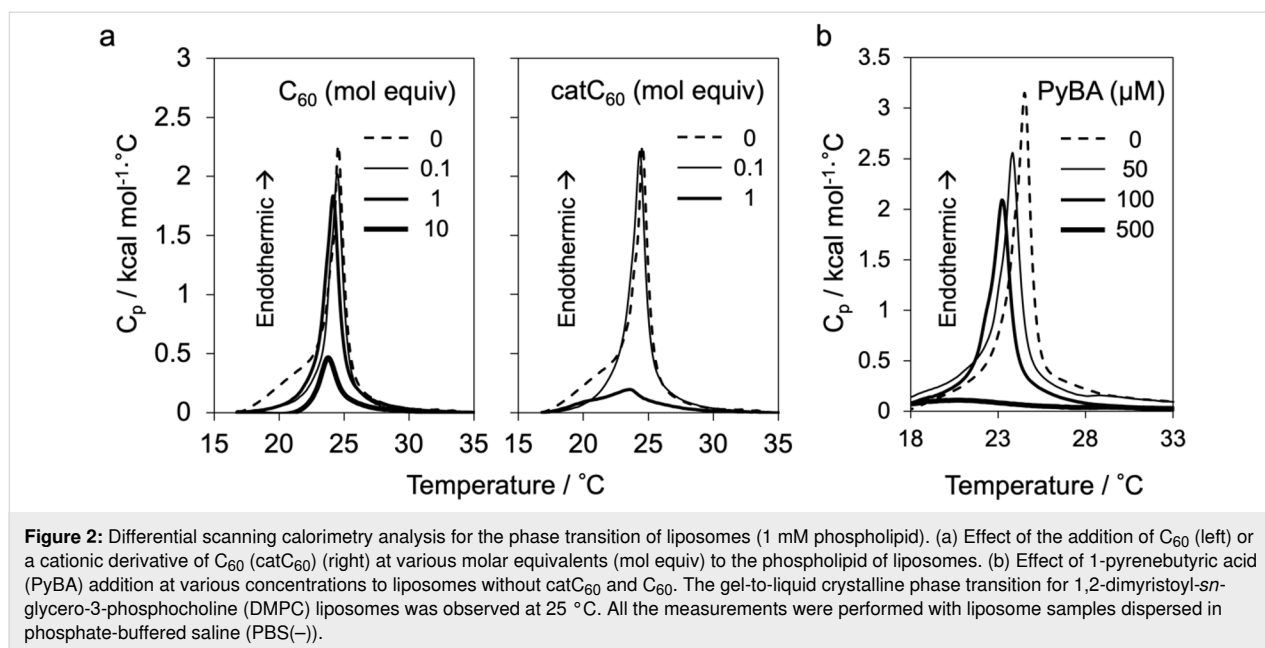 a
C60 (mol equiv)
0
0.1
1
10
Endothermic →
Cp / kcal mol-1·˚C
3
2.5
2
1.5
1
0.5
0
15 20 25 30 35
catC60 (mol equiv)
0
0.1
1
Endothermic →
15 20 25 30 35
Temperature / ˚C
b
PyBA (µM)
0
50
100
500
Endothermic →
Cp / kcal mol-1·˚C
3.5
3
2.5
2
1.5
1
0.5
0
18 23 28 33
Temperature / ˚C
Figure 2: Differential scanning calorimetry analysis for the phase transition of liposomes (1 mM phospholipid). (a) Effect of the addition of C60 (left) or
a cationic derivative of C60 (catC60) (right) at various molar equivalents (mol equiv) to the phospholipid of liposomes. (b) Effect of 1-pyrenebutyric acid
(PyBA) addition at various concentrations to liposomes without catC60 and C60. The gel-to-liquid crystalline phase transition for 1,2-dimyristoyl-sn-
glycero-3-phosphocholine (DMPC) liposomes was observed at 25 °C. All the measurements were performed with liposome samples dispersed in
phosphate-buffered saline (PBS(–)).